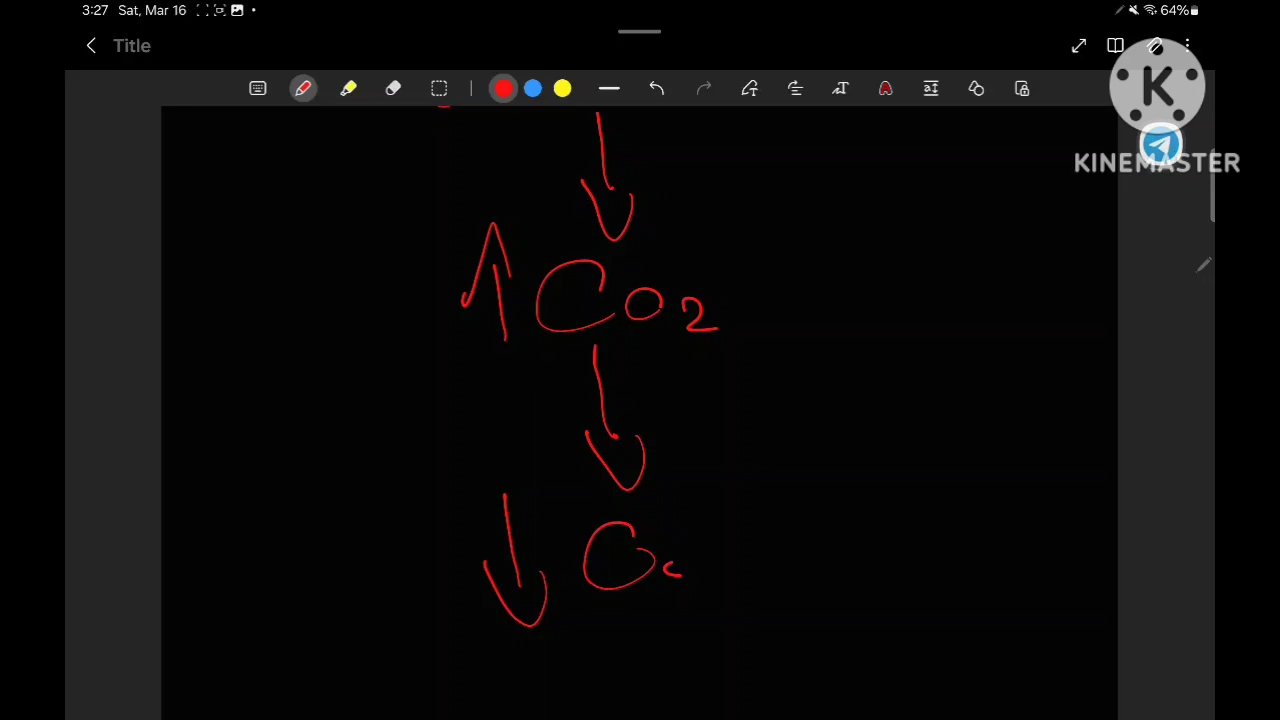 3:27 Sat, Mar 16 64%
Title
K
KINEMASTER
↑ Co2